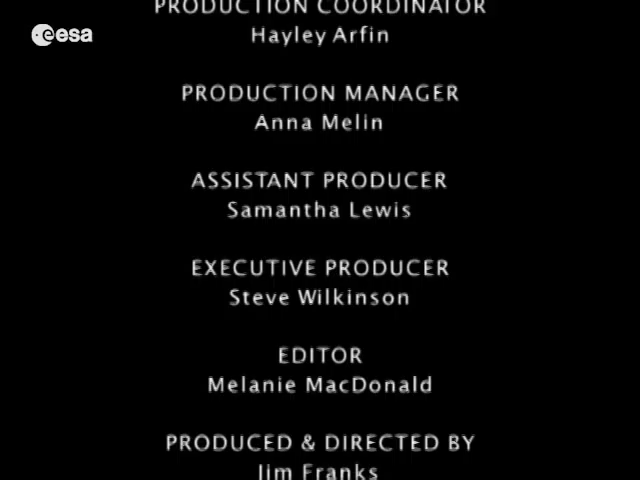 PRODUCTION COORDINATOR
esa
Hayley Arfin
PRODUCTION MANAGER
Anna Melin
ASSISTANT PRODUCER
Samantha Lewis
EXECUTIVE PRODUCER
Steve Wilkinson
EDITOR
Melanie MacDonald
PRODUCED & DIRECTED BY
Jim Franks